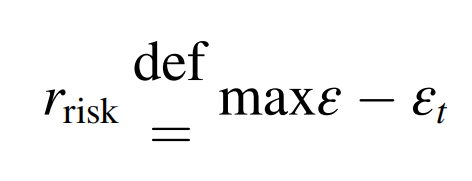 r_risk def= maxε − ε_t